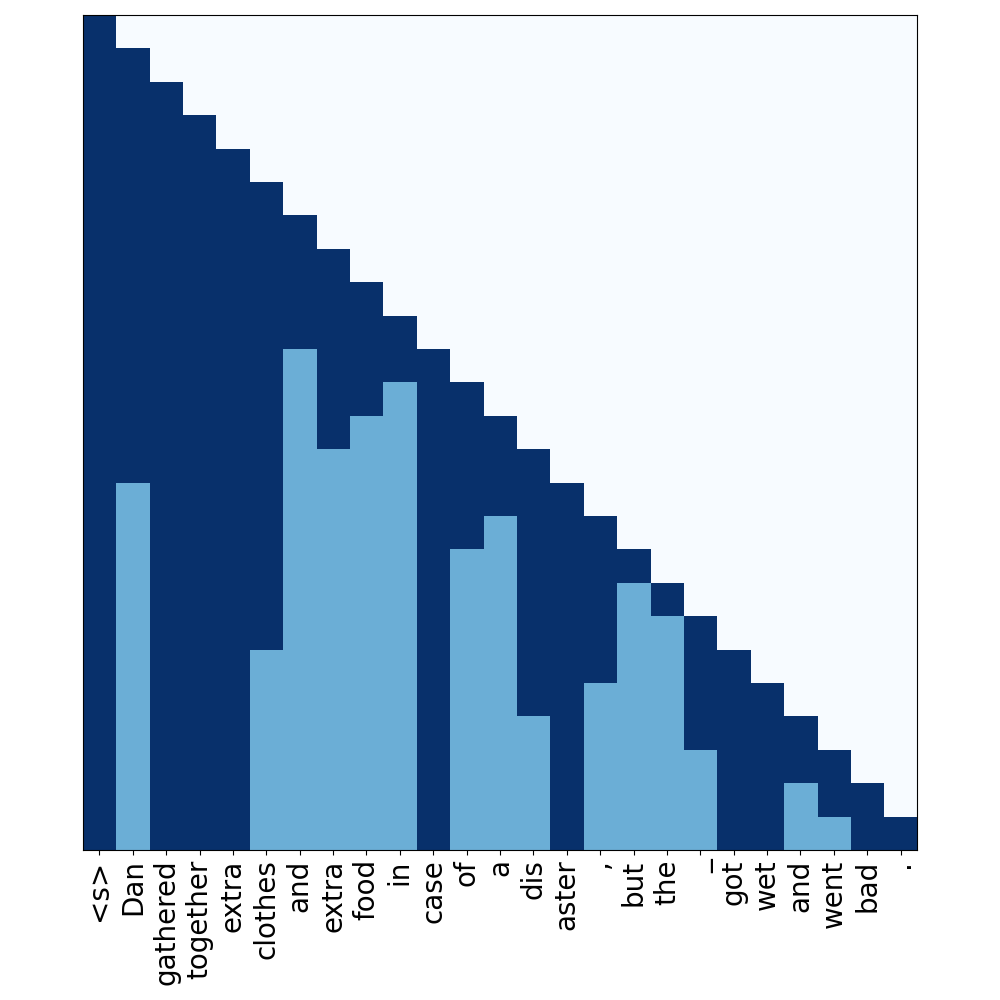 <s>
Dan
gathered
together
extra
clothes
and
extra
food
in
case
of
a
dis
aster
,
but
the
_
got
wet
and
went
bad
.